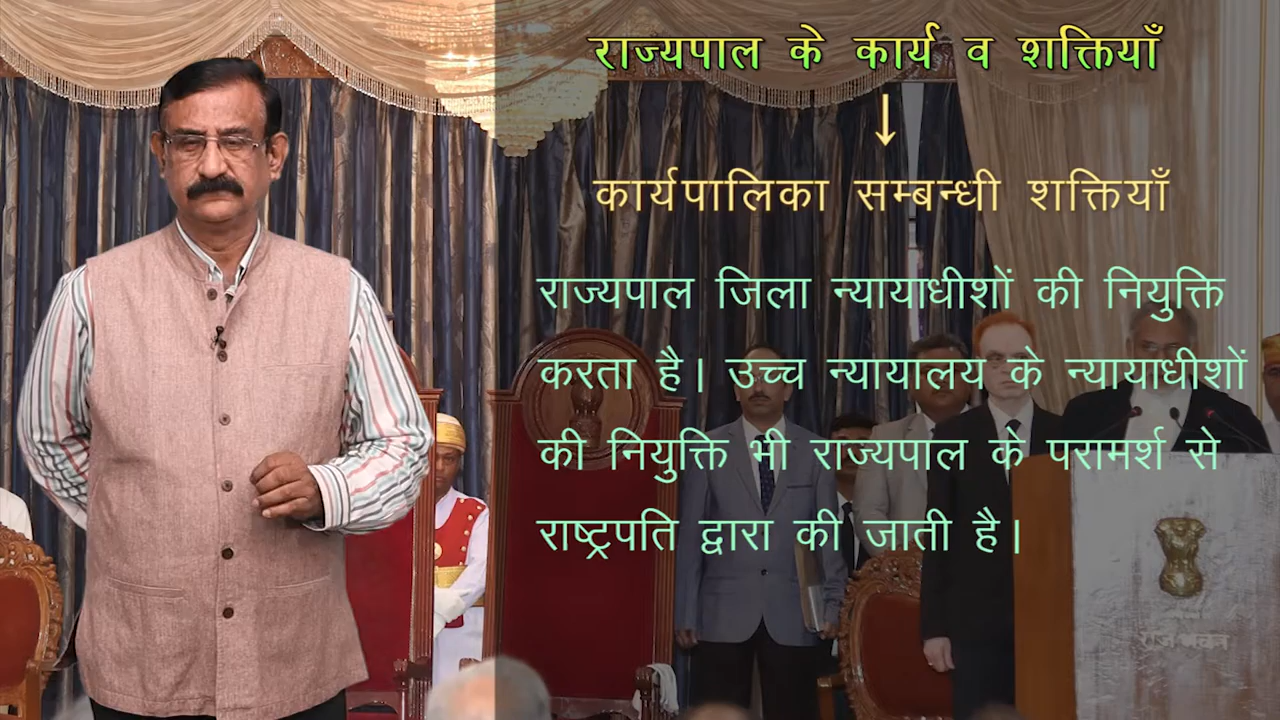 राज्यपाल के कार्य व शक्तियाँ
कार्यपालिका सम्बन्धी शक्तियाँ
राज्यपाल जिला न्यायाधीशों की नियुक्ति
करता है। उच्च न्यायालय के न्यायाधीशों
की नियुक्ति भी राज्यपाल के परामर्श से
राष्ट्रपति द्वारा की जाती है।